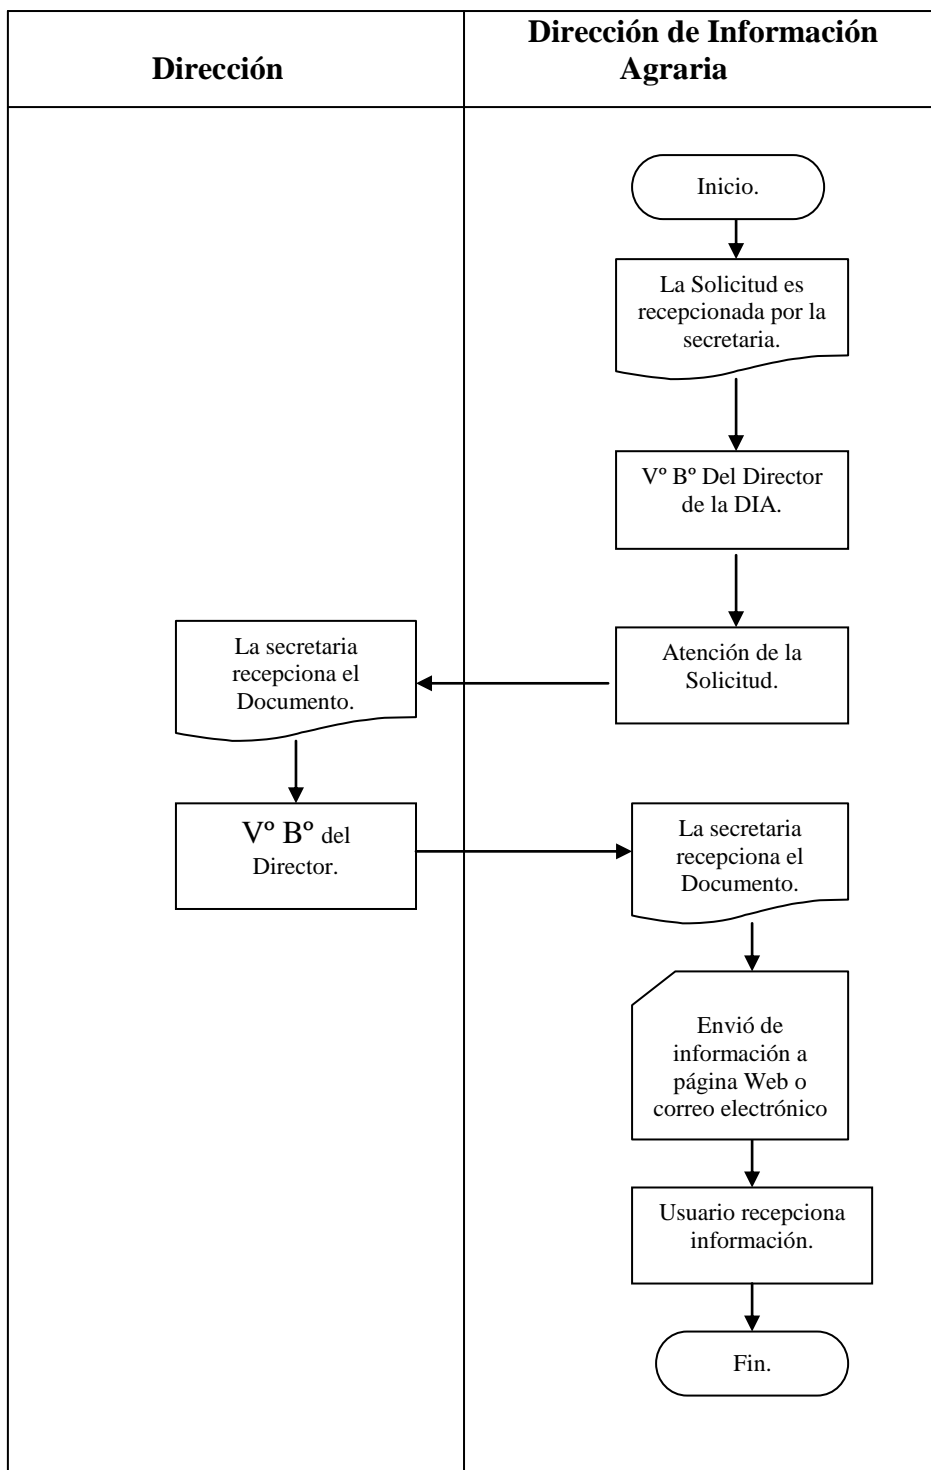 Dirección
Dirección de Información
Agraria
Inicio.
La Solicitud es
recepcionada por la
secretaria.
Vº Bº Del Director
de la DIA.
Atención de la
Solicitud.
La secretaria
recepciona el
Documento.
Vº Bº del
Director.
La secretaria
recepciona el
Documento.
Envió de
información a
página Web o
correo electrónico
Usuario recepciona
información.
Fin.